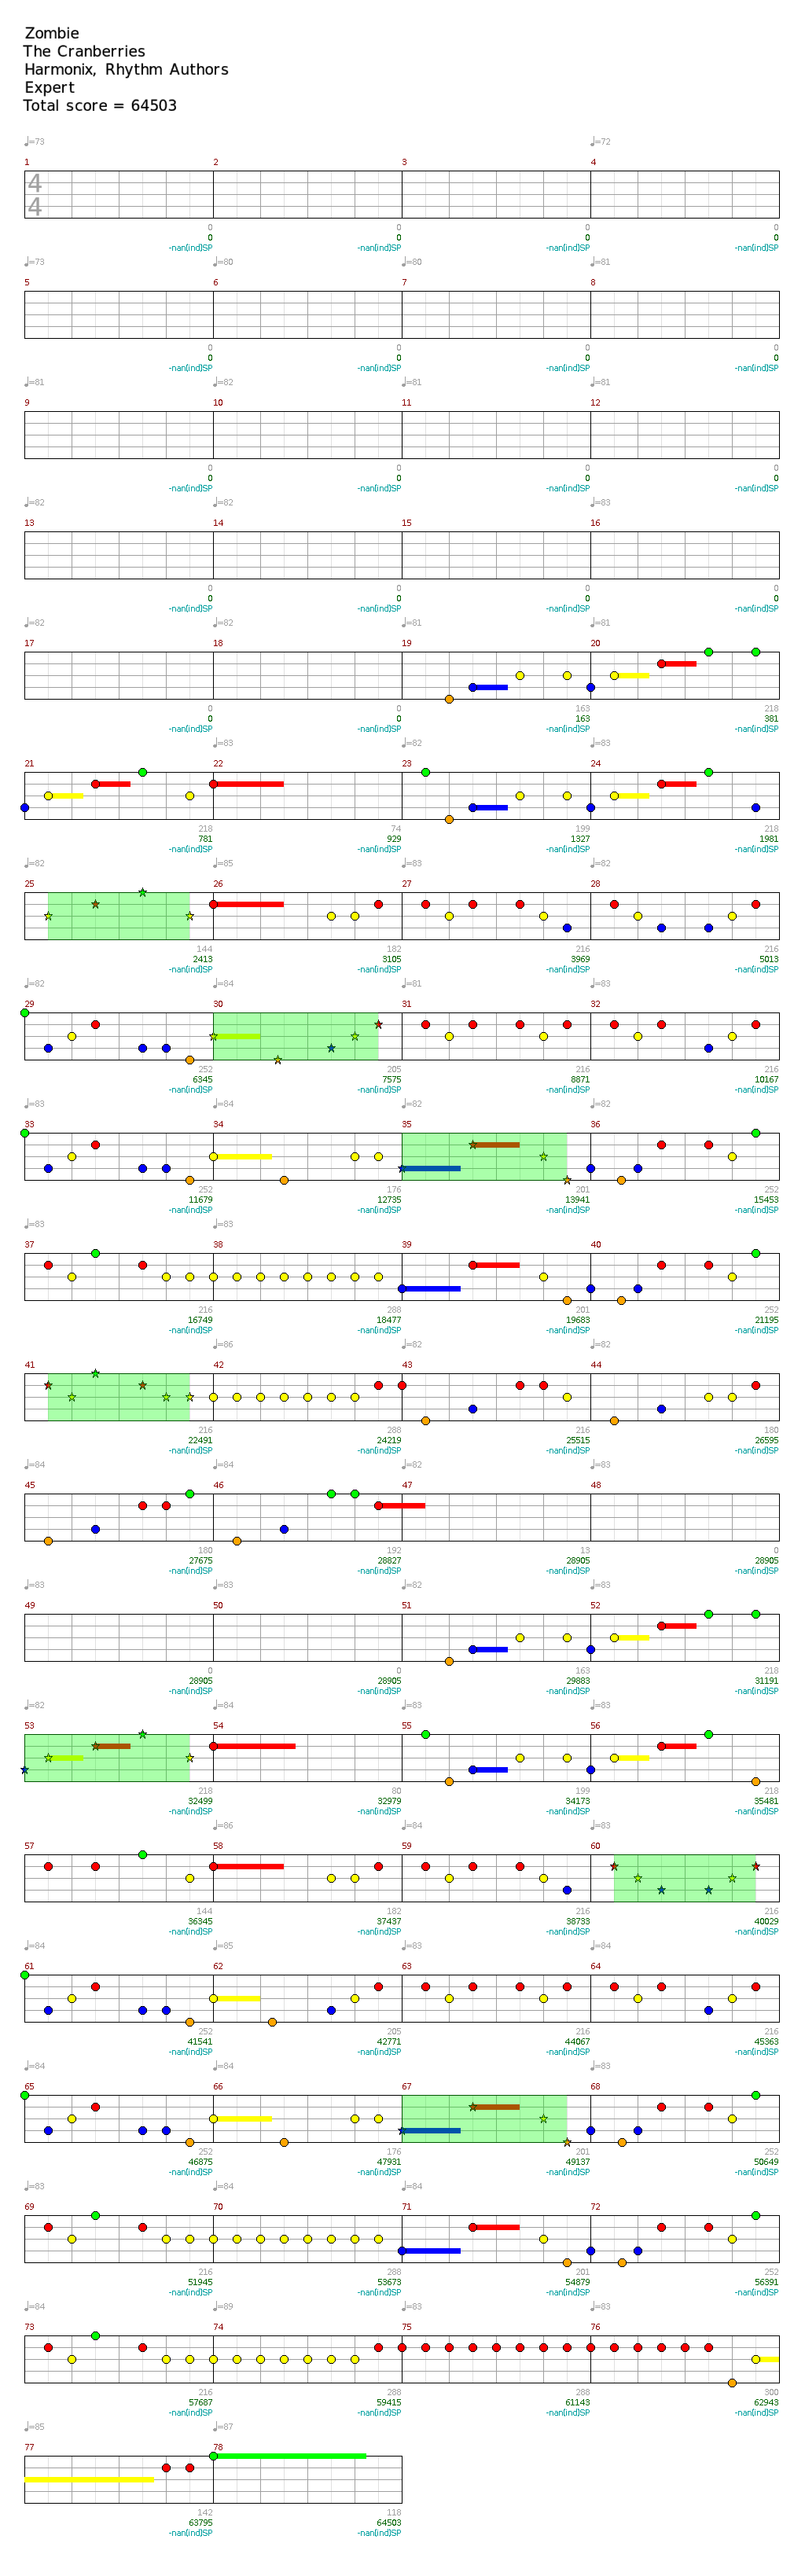 Zombie
The Cranberries
Harmonix, Rhythm Authors
Expert
Total score = 64503
♩=73 ♩=72
1 2 3 4
4
4
0 0 0 0
0 0 0 0
-nan(ind)SP -nan(ind)SP -nan(ind)SP -nan(ind)SP
♩=73 ♩=80 ♩=80 ♩=81
5 6 7 8
0 0 0 0
0 0 0 0
-nan(ind)SP -nan(ind)SP -nan(ind)SP -nan(ind)SP
♩=81 ♩=82 ♩=81 ♩=81
9 10 11 12
0 0 0 0
0 0 0 0
-nan(ind)SP -nan(ind)SP -nan(ind)SP -nan(ind)SP
♩=82 ♩=82 ♩=83
13 14 15 16
0 0 0 0
0 0 0 0
-nan(ind)SP -nan(ind)SP -nan(ind)SP -nan(ind)SP
♩=82 ♩=82 ♩=81 ♩=81
17 18 19 20
0 0 163 218
0 0 163 381
-nan(ind)SP -nan(ind)SP -nan(ind)SP -nan(ind)SP
♩=83 ♩=82 ♩=83
21 22 23 24
218 74 199 218
781 929 1327 1981
-nan(ind)SP -nan(ind)SP -nan(ind)SP -nan(ind)SP
♩=82 ♩=85 ♩=83 ♩=82
25 26 27 28
144 182 216 216
2413 3105 3969 5013
-nan(ind)SP -nan(ind)SP -nan(ind)SP -nan(ind)SP
♩=82 ♩=84 ♩=81 ♩=83
29 30 31 32
252 205 216 216
6345 7575 8871 10167
-nan(ind)SP -nan(ind)SP -nan(ind)SP -nan(ind)SP
♩=83 ♩=84 ♩=82 ♩=82
33 34 35 36
252 176 201 252
11679 12735 13941 15453
-nan(ind)SP -nan(ind)SP -nan(ind)SP -nan(ind)SP
♩=83 ♩=83
37 38 39 40
216 288 201 252
16749 18477 19683 21195
-nan(ind)SP -nan(ind)SP -nan(ind)SP -nan(ind)SP
♩=86 ♩=82 ♩=82
41 42 43 44
216 288 216 180
22491 24219 25515 26595
-nan(ind)SP -nan(ind)SP -nan(ind)SP -nan(ind)SP
♩=84 ♩=84 ♩=82 ♩=83
45 46 47 48
180 192 13 0
27675 28827 28905 28905
-nan(ind)SP -nan(ind)SP -nan(ind)SP -nan(ind)SP
♩=83 ♩=83 ♩=82 ♩=83
49 50 51 52
0 0 163 218
28905 28905 29883 31191
-nan(ind)SP -nan(ind)SP -nan(ind)SP -nan(ind)SP
♩=82 ♩=84 ♩=83 ♩=83
53 54 55 56
218 80 199 218
32499 32979 34173 35481
-nan(ind)SP -nan(ind)SP -nan(ind)SP -nan(ind)SP
♩=86 ♩=84 ♩=83
57 58 59 60
144 182 216 216
36345 37437 38733 40029
-nan(ind)SP -nan(ind)SP -nan(ind)SP -nan(ind)SP
♩=84 ♩=85 ♩=83 ♩=84
61 62 63 64
252 205 216 216
41541 42771 44067 45363
-nan(ind)SP -nan(ind)SP -nan(ind)SP -nan(ind)SP
♩=84 ♩=84 ♩=83
65 66 67 68
252 176 201 252
46875 47931 49137 50649
-nan(ind)SP -nan(ind)SP -nan(ind)SP -nan(ind)SP
♩=83 ♩=84 ♩=84
69 70 71 72
216 288 201 252
51945 53673 54879 56391
-nan(ind)SP -nan(ind)SP -nan(ind)SP -nan(ind)SP
♩=84 ♩=89 ♩=83 ♩=83
73 74 75 76
216 288 288 300
57687 59415 61143 62943
-nan(ind)SP -nan(ind)SP -nan(ind)SP -nan(ind)SP
♩=85 ♩=87
77 78
142 118
63795 64503
-nan(ind)SP -nan(ind)SP